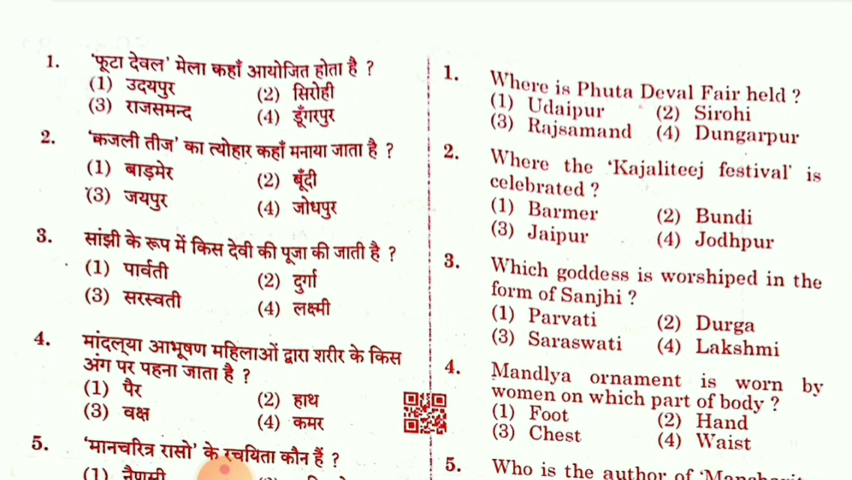 1. 'फूटा देवल' मेला कहाँ आयोजित होता है ?
(1) उदयपुर (2) सिरोही
(3) राजसमन्द (4) डूँगरपुर
2. 'कजली तीज' का त्योहार कहाँ मनाया जाता है ?
(1) बाड़मेर (2) बूँदी
(3) जयपुर (4) जोधपुर
3. सांझी के रूप में किस देवी की पूजा की जाती है ?
(1) पार्वती (2) दुर्गा
(3) सरस्वती (4) लक्ष्मी
4. मांदल्या आभूषण महिलाओं द्वारा शरीर के किस
अंग पर पहना जाता है ?
(1) पैर (2) हाथ
(3) वक्ष (4) कमर
5. 'मानचरित्र रासो' के रचयिता कौन हैं ?
(1) नैणसी
1. Where is Phuta Deval Fair held ?
(1) Udaipur (2) Sirohi
(3) Rajsamand (4) Dungarpur
2. Where the 'Kajaliteej festival' is
celebrated ?
(1) Barmer (2) Bundi
(3) Jaipur (4) Jodhpur
3. Which goddess is worshiped in the
form of Sanjhi ?
(1) Parvati (2) Durga
(3) Saraswati (4) Lakshmi
4. Mandlya ornament is worn by
women on which part of body ?
(1) Foot (2) Hand
(3) Chest (4) Waist
5. Who is the author of